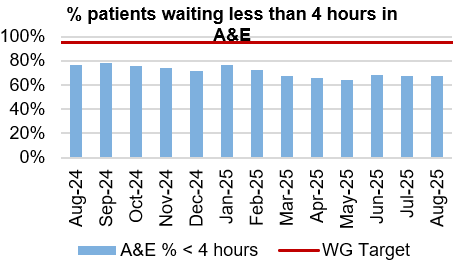 % patients waiting less than 4 hours in
A&E
100%
80%
60%
40%
20%
0%
Aug-24
Sep-24
Oct-24
Nov-24
Dec-24
Jan-25
Feb-25
Mar-25
Apr-25
May-25
Jun-25
Jul-25
Aug-25
A&E % < 4 hours
WG Target